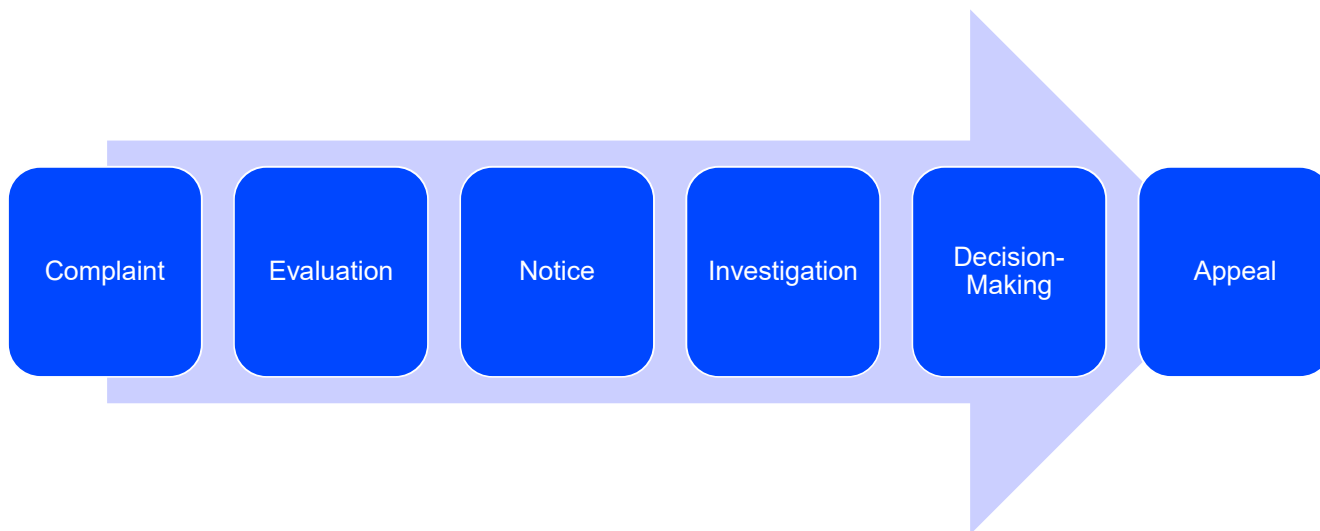 Complaint
Evaluation
Notice
Investigation
Decision-
Making
Appeal